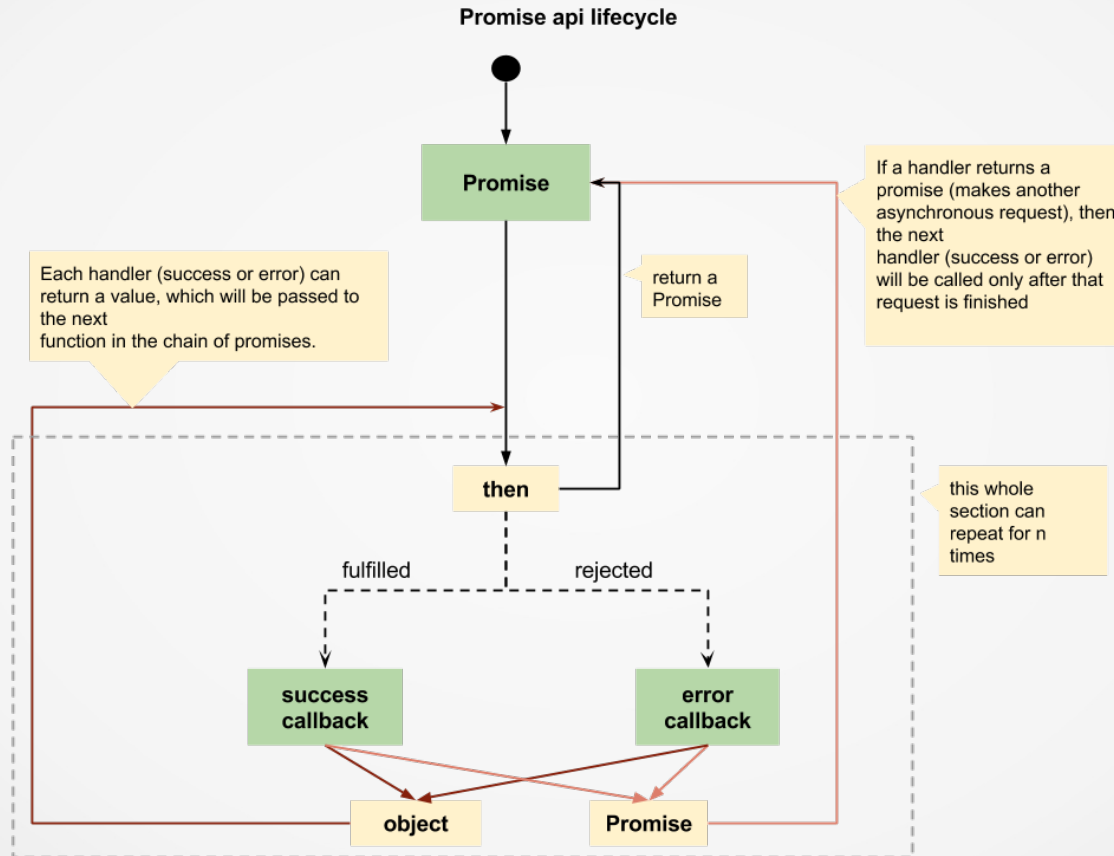 Promise api lifecycle
Promise
If a handler returns a
promise (makes another
asynchronous request), then
the next
handler (success or error)
will be called only after that
request is finished
Each handler (success or error) can
return a value, which will be passed to
the next
function in the chain of promises.
return a
Promise
then
this whole
section can
repeat for n
times
fulfilled
rejected
success
callback
error
callback
object
Promise